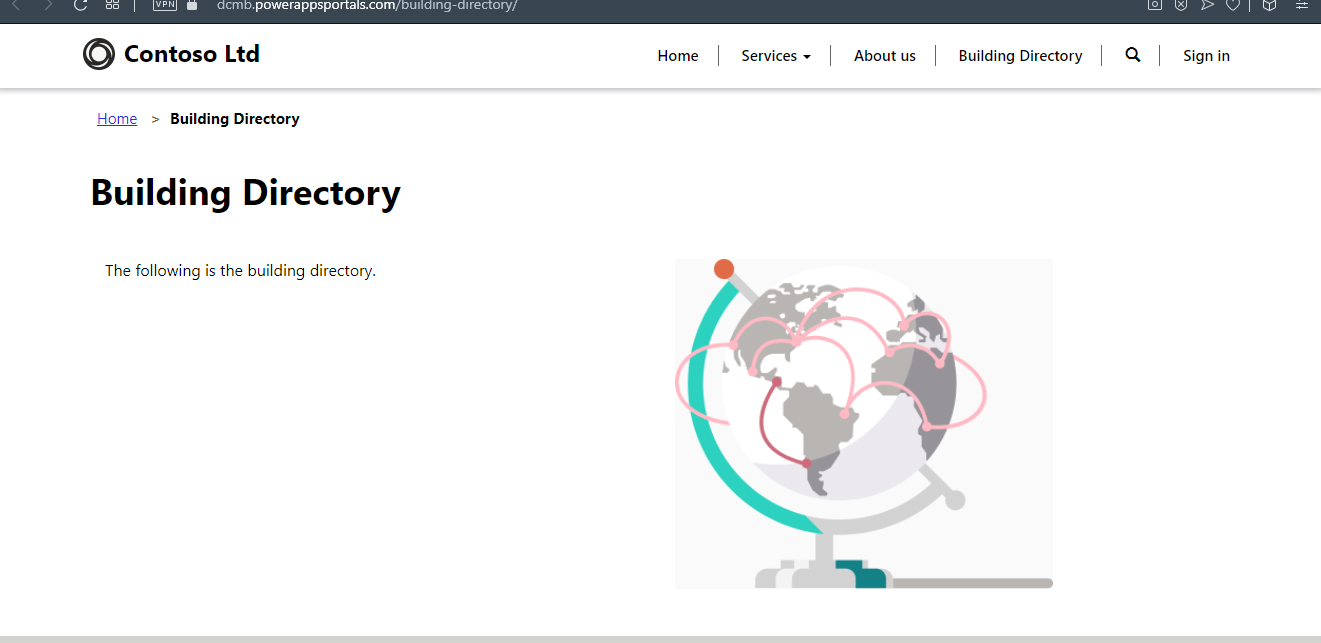 VPN dcmb.powerappsportals.com/building-directory/
Contoso Ltd Home Services About us Building Directory Sign in
Home > Building Directory
Building Directory
The following is the building directory.